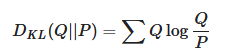 D_{KL}(Q||P) = \sum Q \log \frac{Q}{P}